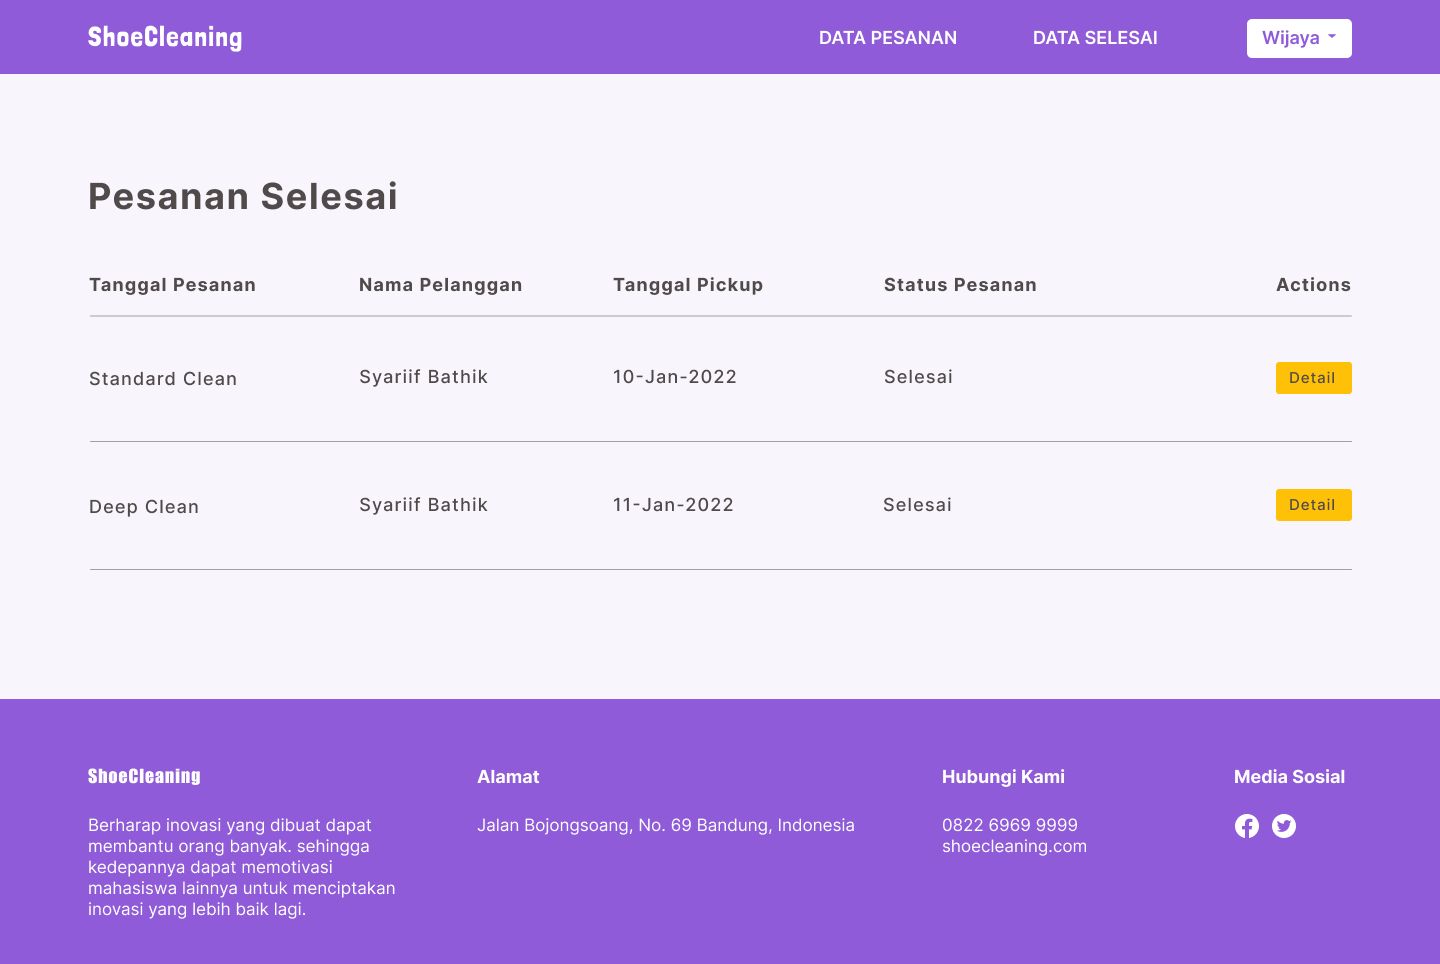 ShoeCleaning
DATA PESANAN
DATA SELESAI
Wijaya
Pesanan Selesai
Tanggal Pesanan Nama Pelanggan Tanggal Pickup Status Pesanan Actions
Standard Clean Syariif Bathik 10-Jan-2022 Selesai Detail
Deep Clean Syariif Bathik 11-Jan-2022 Selesai Detail
ShoeCleaning
Berharap inovasi yang dibuat dapat
membantu orang banyak. sehingga
kedepannya dapat memotivasi
mahasiswa lainnya untuk menciptakan
inovasi yang lebih baik lagi.
Alamat
Jalan Bojongsoang, No. 69 Bandung, Indonesia
Hubungi Kami
0822 6969 9999
shoecleaning.com
Media Sosial